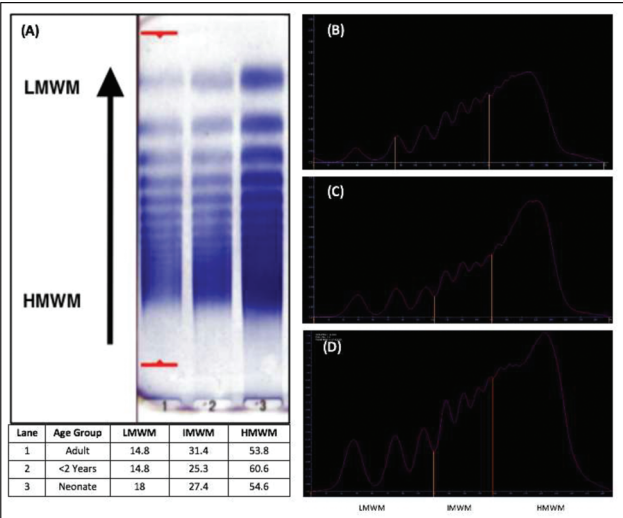 (A)
LMWM
HMWM
1 2 3
Lane Age Group LMWM IMWM HMWM
1 Adult 14.8 31.4 53.8
2 <2 Years 14.8 25.3 60.6
3 Neonate 18 27.4 54.6
(B)
(C)
(D)
LMWM IMWM HMWM